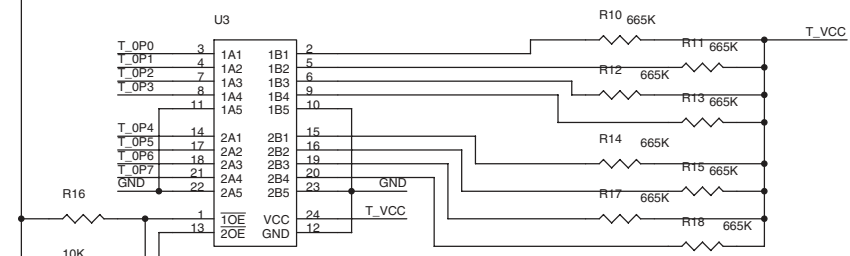 U3
R10 665K
T_VCC
T_0P0 3 1A1 1B1 2
R11 665K
T_0P1 4 1A2 1B2 5
T_0P2 7 1A3 1B3 6
R12 665K
T_0P3 8 1A4 1B4 9
11 1A5 1B5 10
R13 665K
T_0P4 14 2A1 2B1 15
R14 665K
T_0P5 17 2A2 2B2 16
T_0P6 18 2A3 2B3 19
R15 665K
T_0P7 21 2A4 2B4 20
GND 22 2A5 2B5 23 GND
R16
R17 665K
1 1OE VCC 24 T_VCC
R18 665K
13 2OE GND 12
10K